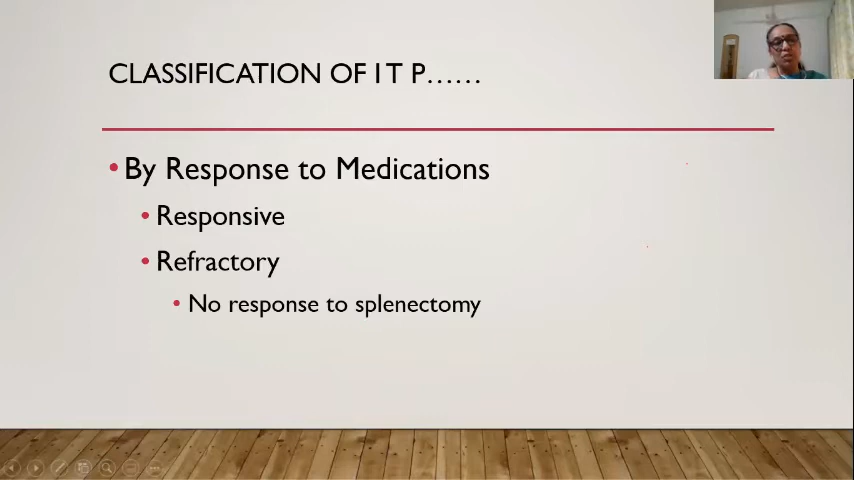 CLASSIFICATION OF I T P......
By Response to Medications
Responsive
Refractory
No response to splenectomy